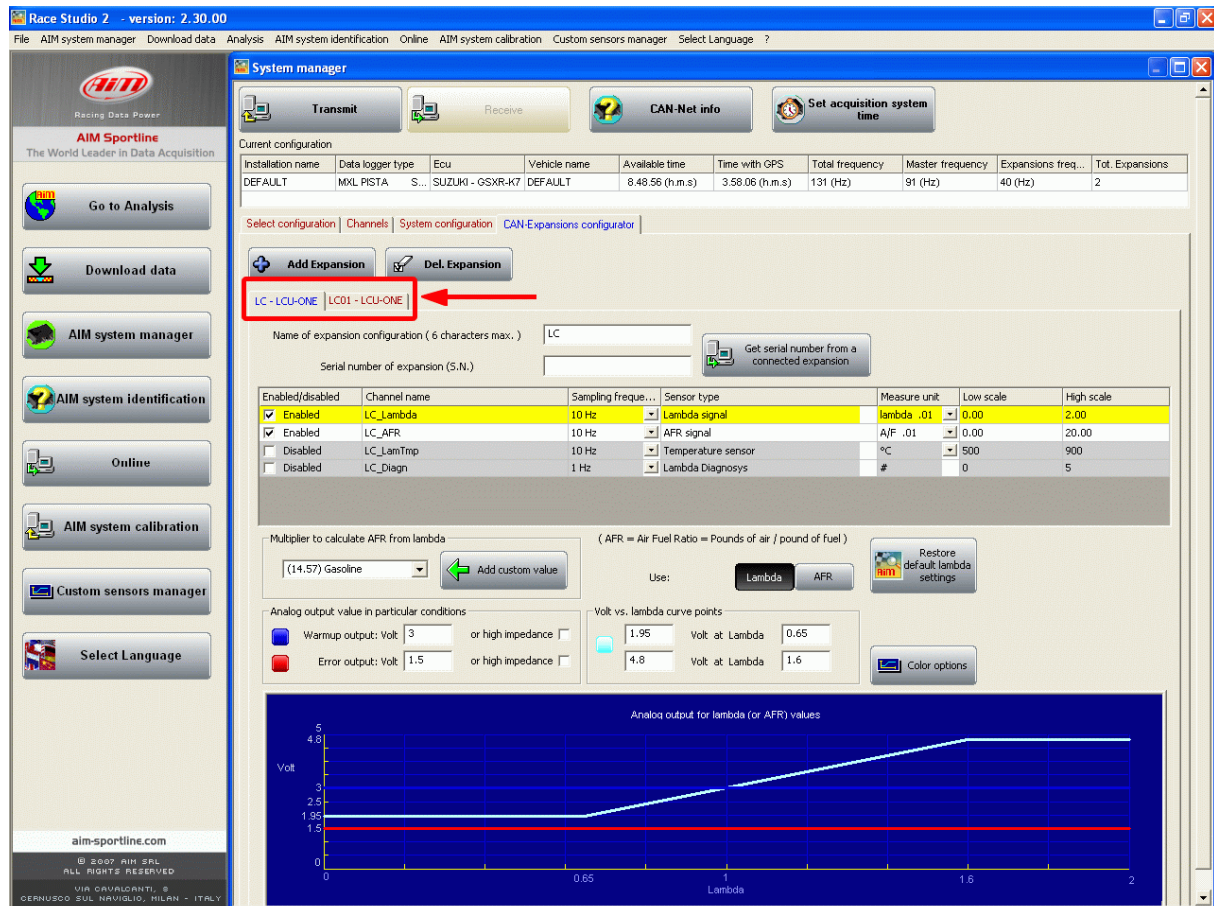 Race Studio 2 - version: 2.30.00
File AIM system manager Download data Analysis AIM system identification Online AIM system calibration Custom sensors manager Select Language ?
AiM
Racing Data Power
AIM Sportline
The World Leader in Data Acquisition
Go to Analysis
Download data
AIM system manager
AIM system identification
Online
AIM system calibration
Custom sensors manager
Select Language
aim-sportline.com
© 2007 AIM SRL
ALL RIGHTS RESERVED
VIA CAVALCANTI, 8
CERNUSCO SUL NAVIGLIO, MILAN - ITALY
System manager
Transmit Receive CAN-Net info Set acquisition system
time
Current configuration
Installation name Data logger type Ecu Vehicle name Available time Time with GPS Total frequency Master frequency Expansions freq... Tot. Expansions
DEFAULT MXL PISTA S... SUZUKI - GSXR-K7 DEFAULT 8.48.56 (h.m.s) 3.58.06 (h.m.s) 131 (Hz) 91 (Hz) 40 (Hz) 2
Select configuration Channels System configuration CAN-Expansions configurator
Add Expansion Del. Expansion
LC - LCU-ONE LC01 - LCU-ONE
Name of expansion configuration ( 6 characters max. ) LC
Serial number of expansion (S.N.)
Get serial number from a
connected expansion
Enabled/disabled Channel name Sampling freque... Sensor type Measure unit Low scale High scale
Enabled LC_Lambda 10 Hz Lambda signal lambda .01 0.00 2.00
Enabled LC_AFR 10 Hz AFR signal A/F .01 0.00 20.00
Disabled LC_LamTmp 10 Hz Temperature sensor °C 500 900
Disabled LC_Diagn 1 Hz Lambda Diagnosys # 0 5
Multiplier to calculate AFR from lambda
(14.57) Gasoline Add custom value
( AFR = Air Fuel Ratio = Pounds of air / pound of fuel )
Use: Lambda AFR
Restore
default lambda
settings
Analog output value in particular conditions
Warmup output: Volt 3 or high impedance
Error output: Volt 1.5 or high impedance
Volt vs. lambda curve points
1.95 Volt at Lambda 0.65
4.8 Volt at Lambda 1.6
Color options
Analog output for lambda (or AFR) values
Volt
5
4.8
3
2.5
1.95
1.5
0
0 0.65 1 1.6 2
Lambda